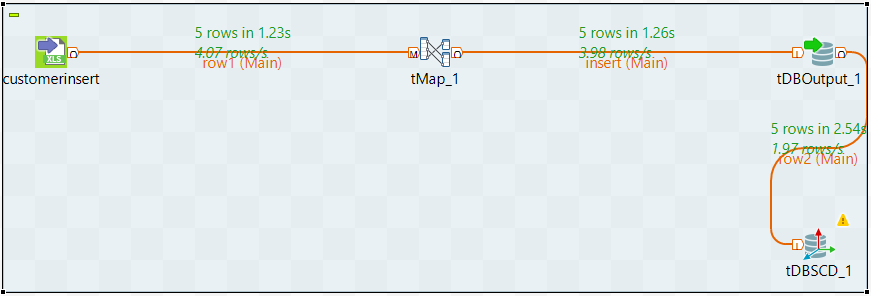 5 rows in 1.23s
4.07 rows/s
row1 (Main)
5 rows in 1.26s
3.98 rows/s
insert (Main)
XLS
O
M
O
I
O
customerinsert
tMap_1
tDBOutput_1
5 rows in 2.54s
1.97 rows/s
row2 (Main)
I
tDBSCD_1